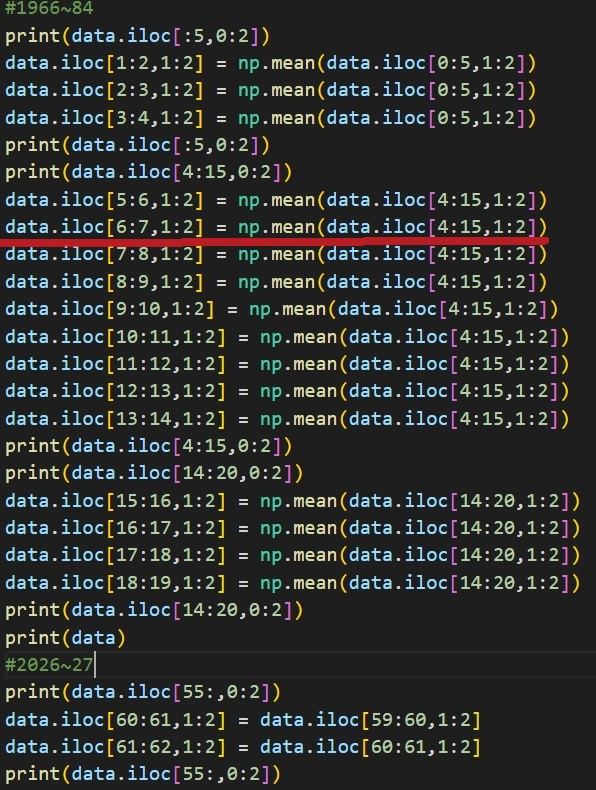 #1966~84
print(data.iloc[:5,0:2])
data.iloc[1:2,1:2] = np.mean(data.iloc[0:5,1:2])
data.iloc[2:3,1:2] = np.mean(data.iloc[0:5,1:2])
data.iloc[3:4,1:2] = np.mean(data.iloc[0:5,1:2])
print(data.iloc[:5,0:2])
print(data.iloc[4:15,0:2])
data.iloc[5:6,1:2] = np.mean(data.iloc[4:15,1:2])
data.iloc[6:7,1:2] = np.mean(data.iloc[4:15,1:2])
data.iloc[7:8,1:2] = np.mean(data.iloc[4:15,1:2])
data.iloc[8:9,1:2] = np.mean(data.iloc[4:15,1:2])
data.iloc[9:10,1:2] = np.mean(data.iloc[4:15,1:2])
data.iloc[10:11,1:2] = np.mean(data.iloc[4:15,1:2])
data.iloc[11:12,1:2] = np.mean(data.iloc[4:15,1:2])
data.iloc[12:13,1:2] = np.mean(data.iloc[4:15,1:2])
data.iloc[13:14,1:2] = np.mean(data.iloc[4:15,1:2])
print(data.iloc[4:15,0:2])
print(data.iloc[14:20,0:2])
data.iloc[15:16,1:2] = np.mean(data.iloc[14:20,1:2])
data.iloc[16:17,1:2] = np.mean(data.iloc[14:20,1:2])
data.iloc[17:18,1:2] = np.mean(data.iloc[14:20,1:2])
data.iloc[18:19,1:2] = np.mean(data.iloc[14:20,1:2])
print(data.iloc[14:20,0:2])
print(data)
#2026~27
print(data.iloc[55:,0:2])
data.iloc[60:61,1:2] = data.iloc[59:60,1:2]
data.iloc[61:62,1:2] = data.iloc[60:61,1:2]
print(data.iloc[55:,0:2])